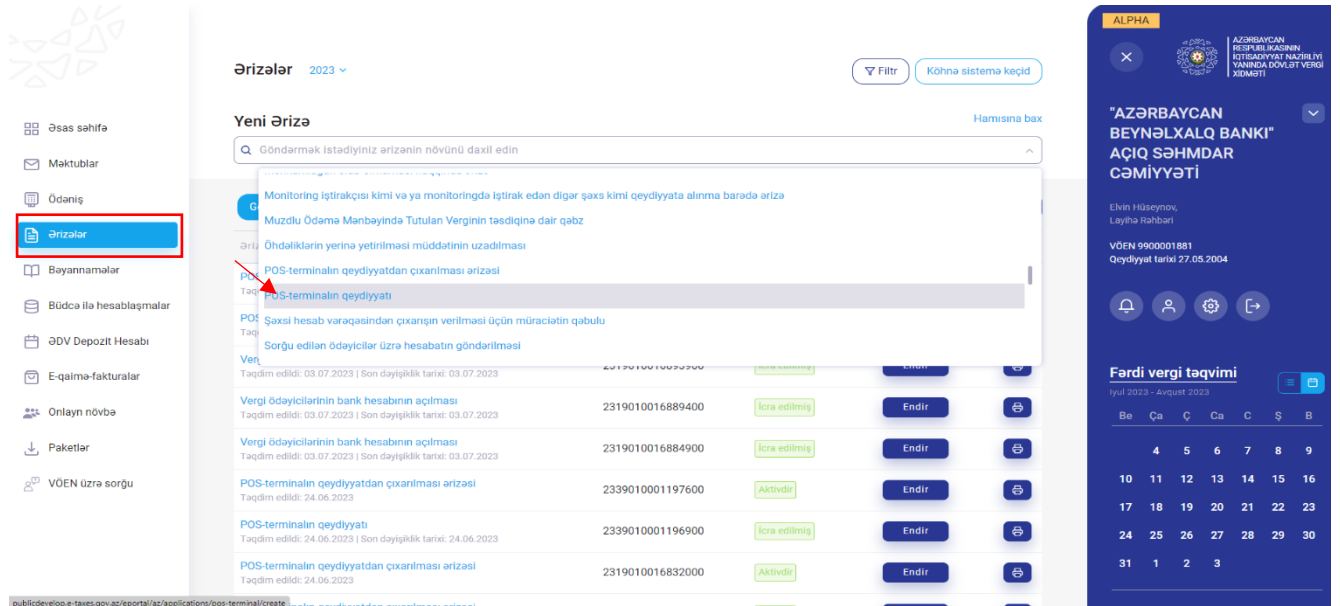 Əsas səhifə
Məktublar
Ödəniş
Ərizələr
Bəyannamələr
Büdcə ilə hesablaşmalar
ƏDV Depozit Hesabı
E-qaimə-fakturalar
Onlayn növbə
Paketlər
VÖEN üzrə sorğu
publicdevelop.e-taxes.gov.az/eportal/az/applications/pos-terminal/create
Ərizələr 2023
Filtr
Köhnə sistemə keçid
Yeni Ərizə
Hamısına bax
Göndərmək istədiyiniz ərizənin növünü daxil edin
Monitoring iştirakçısı kimi və ya monitoringdə iştirak edən digər şəxs kimi qeydiyyata alınma barədə ərizə
Muzdlu Ödəmə Mənbəyində Tutulan Verginin təsdiqinə dair qəbz
Öhdəliklərin yerinə yetirilməsi müddətinin uzadılması
POS-terminalın qeydiyyatdan çıxarılması ərizəsi
POS-terminalın qeydiyyatı
Şəxsi hesab vərəqəsindən çıxarışın verilməsi üçün müraciətin qəbulu
Sorğu edilən ödəyicilər üzrə hesabatın göndərilməsi
Təqdim edildi: 03.07.2023 | Son dəyişiklik tarixi: 03.07.2023
Vergi ödəyicilərinin bank hesabının açılması 2319010016889400 İcra edilmiş Endir
Təqdim edildi: 03.07.2023 | Son dəyişiklik tarixi: 03.07.2023
Vergi ödəyicilərinin bank hesabının açılması 2319010016884900 İcra edilmiş Endir
Təqdim edildi: 03.07.2023 | Son dəyişiklik tarixi: 03.07.2023
POS-terminalın qeydiyyatdan çıxarılması ərizəsi 2339010001197600 Aktivdir Endir
Təqdim edildi: 24.06.2023
POS-terminalın qeydiyyatı 2339010001196900 İcra edilmiş Endir
Təqdim edildi: 24.06.2023 | Son dəyişiklik tarixi: 24.06.2023
POS-terminalın qeydiyyatdan çıxarılması ərizəsi 2319010016832000 Aktivdir Endir
Təqdim edildi: 24.06.2023
ALPHA
AZƏRBAYCAN
RESPUBLİKASININ
İQTİSADİYYAT NAZİRLİYİ
YANINDA DÖVLƏT VERGİ
XİDMƏTİ
"AZƏRBAYCAN
BEYNƏLXALQ BANKI"
AÇIQ SƏHMDAR
CƏMİYYƏTİ
Elvin Hüseynov,
Layihə Rəhbəri
VÖEN 9900001881
Qeydiyyat tarixi 27.05.2004
Fərdi vergi təqvimi
İyul 2023 - Avqust 2023
Be Ça Ç Ca C Ş B
4 5 6 7 8 9
10 11 12 13 14 15 16
17 18 19 20 21 22 23
24 25 26 27 28 29 30
31 1 2 3